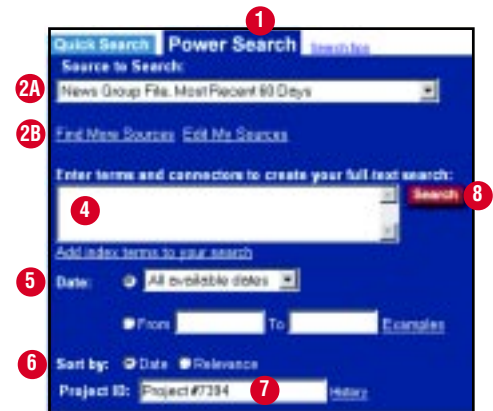 1
Quick Search Power Search Search tips
Source to Search:
2A News Group File, Most Recent 60 Days
2B Find More Sources Edit My Sources
Enter terms and connectors to create your full-text search:
4 Search 8
Add index terms to your search
5 Date: All available dates
From To Examples
6 Sort by: Date Relevance
Project ID: Project #7394 7 History